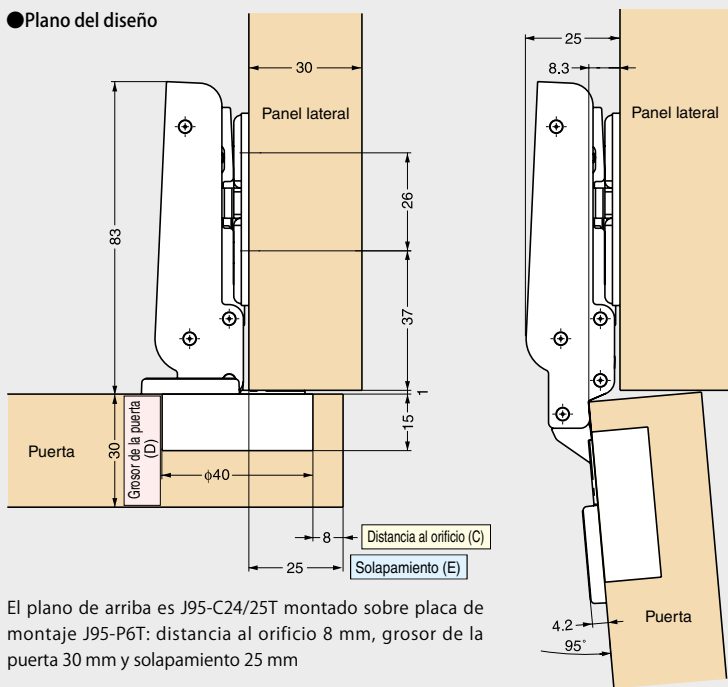 ●Plano del diseño
30
Panel lateral
83
26
37
1
15
Puerta
30
Grosor de la puerta
(D)
ϕ40
8
Distancia al orificio (C)
25
Solapamiento (E)
25
8.3
Panel lateral
4.2
95°
Puerta
El plano de arriba es J95-C24/25T montado sobre placa de
montaje J95-P6T: distancia al orificio 8 mm, grosor de la
puerta 30 mm y solapamiento 25 mm